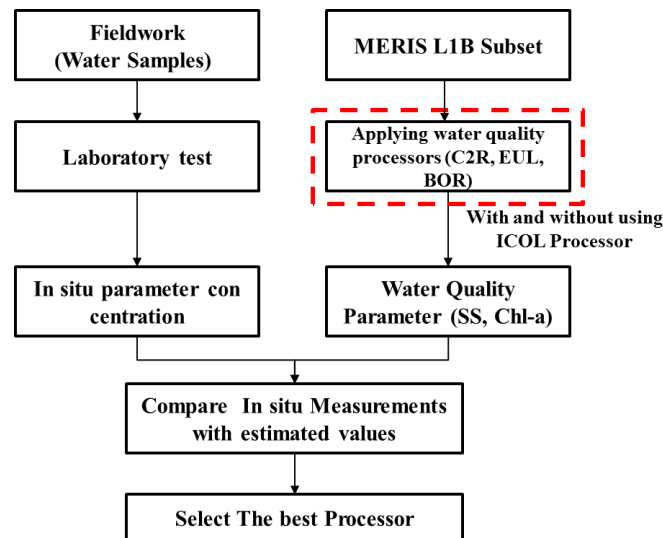 Fieldwork
(Water Samples)
MERIS L1B Subset
Laboratory test
Applying water quality
processors (C2R, EUL,
BOR)
With and without using
ICOL Processor
In situ parameter con
centration
Water Quality
Parameter (SS, Chl-a)
Compare In situ Measurements
with estimated values
Select The best Processor